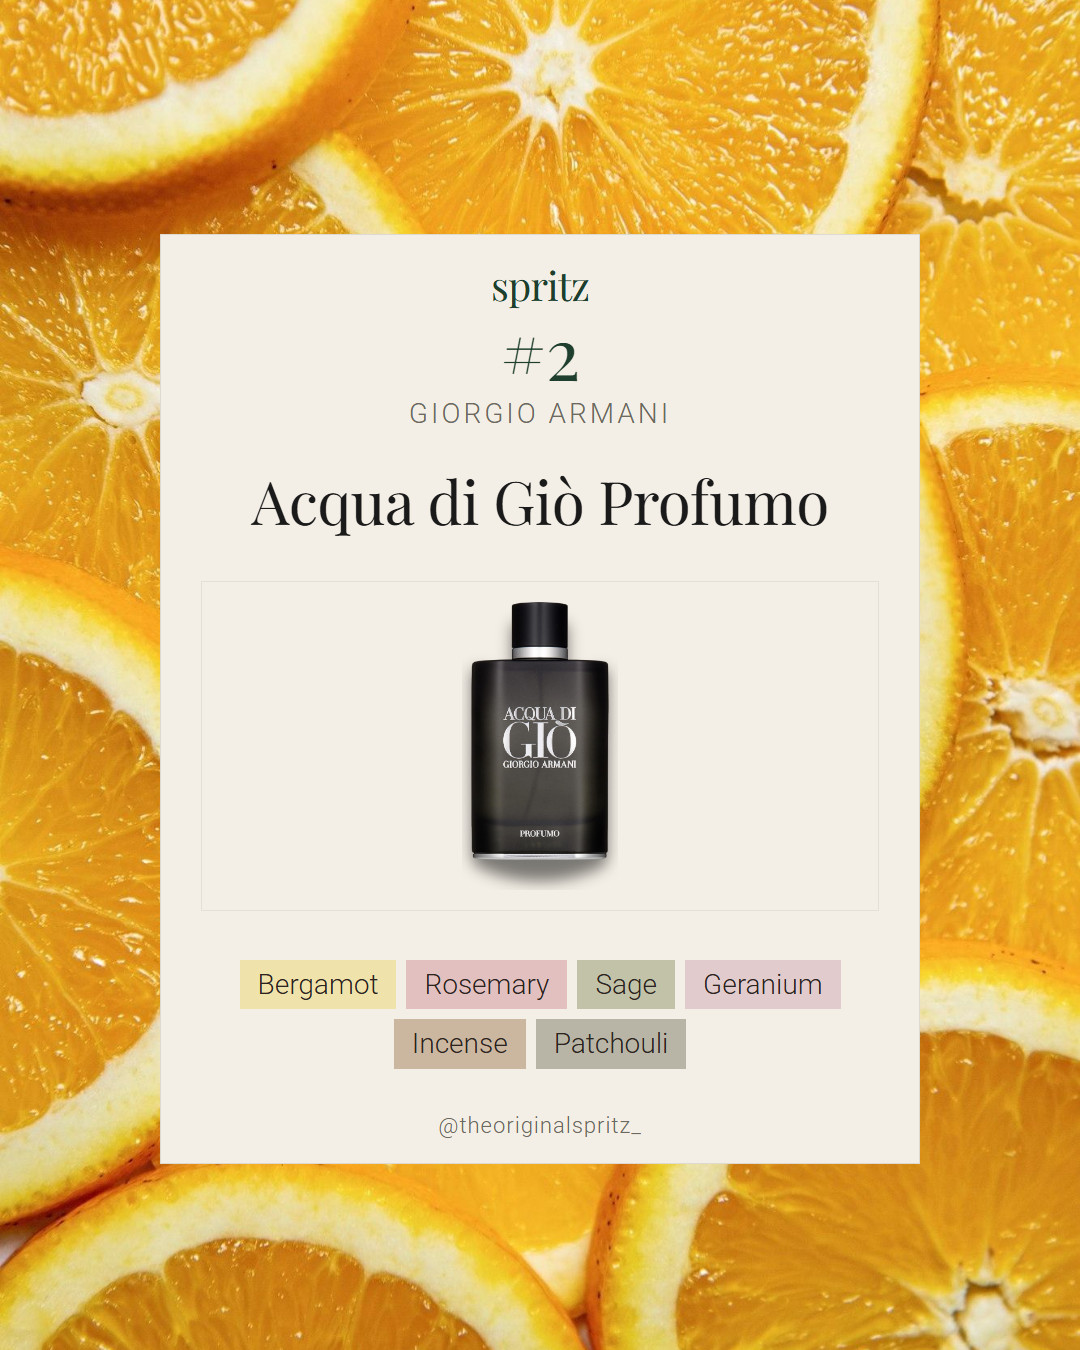 spritz
#2
GIORGIO ARMANI
Acqua di Giò Profumo
ACQUA DI
GIÒ
GIORGIO ARMANI
PROFUMO
Bergamot Rosemary Sage Geranium
Incense Patchouli
@theoriginalspritz_